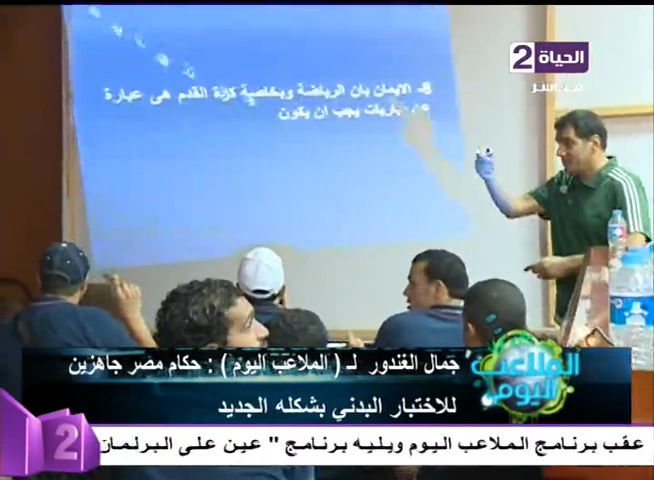 8- الايمان بان الرياضة وبخاصية كرة القدم هى عبارة
مباريات يجب ان يكون
الحياة 2
مباشر
جمال الغندور لـ ( الملاعب اليوم ) : حكام مصر جاهزين
للاختبار البدني بشكله الجديد
الملاعب
اليوم
2
عقب برنامج الملاعب اليوم ويليه برنامج " عين على البرلمان